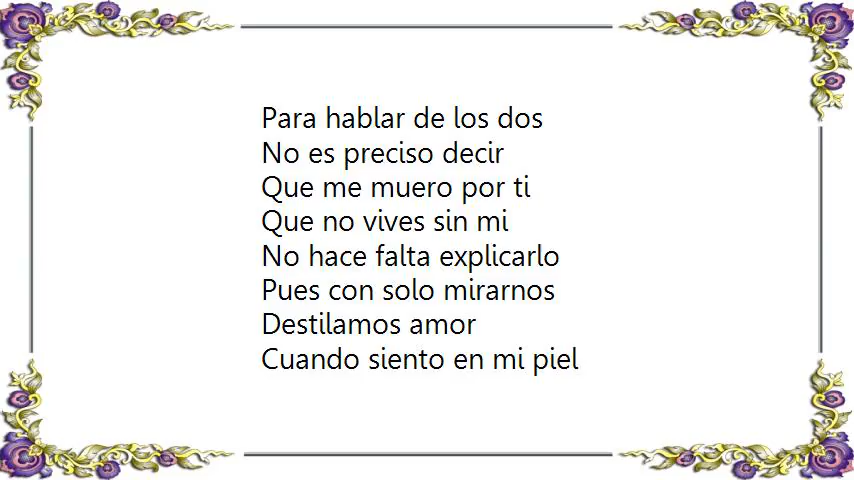 Para hablar de los dos
No es preciso decir
Que me muero por ti
Que no vives sin mi
No hace falta explicarlo
Pues con solo mirarnos
Destilamos amor
Cuando siento en mi piel